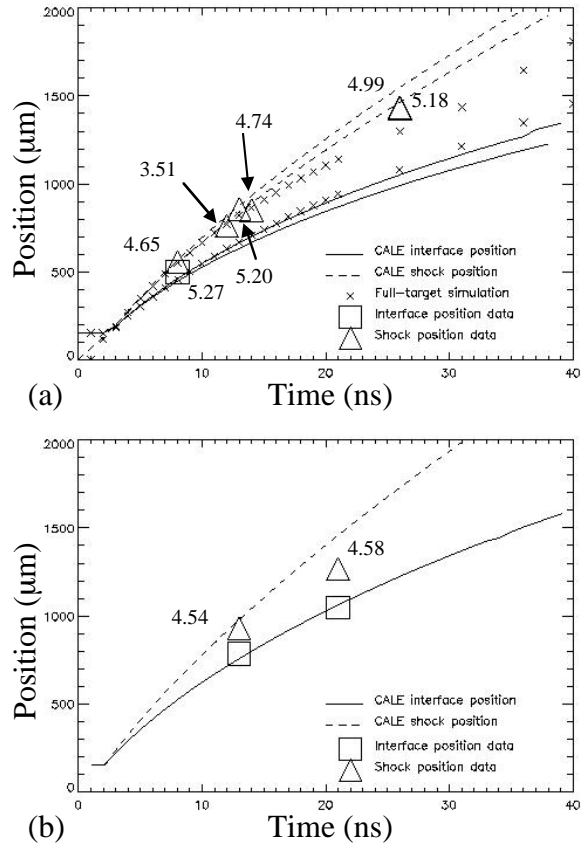 2000
4.99
5.18
1500
4.74
3.51
1000
4.65
5.20
500
5.27
CALE interface position
CALE shock position
Full-target simulation
Interface position data
Shock position data
0
0 10 20 30 40
Position (μm)
(a) Time (ns)
2000
1500
4.58
4.54
1000
500
CALE interface position
CALE shock position
Interface position data
Shock position data
0
0 10 20 30 40
Position (μm)
(b) Time (ns)